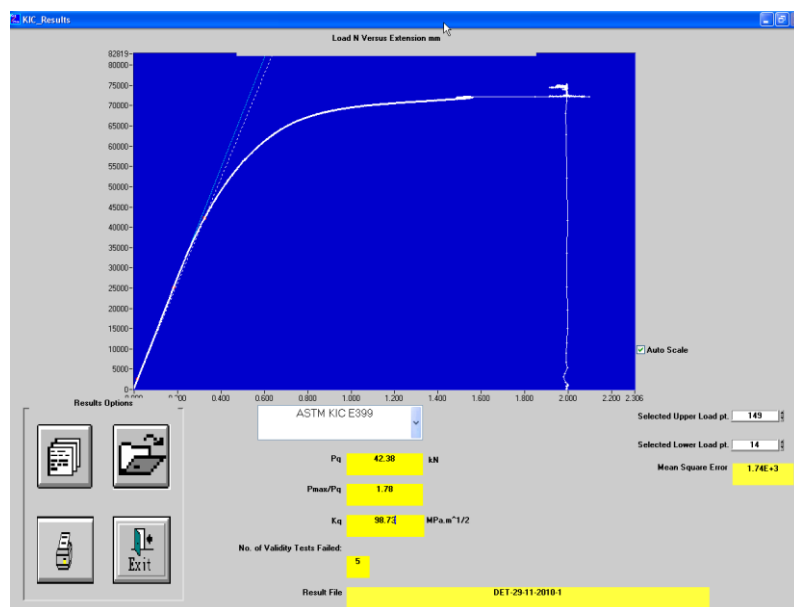 KIC_Results
Load N Versus Extension mm
82819
80000
75000
70000
65000
60000
55000
50000
45000
40000
35000
30000
25000
20000
15000
10000
5000
0
0.200 0.400 0.600 0.800 1.000 1.200 1.400 1.600 1.800 2.000 2.200 2.306
Auto Scale
Results Options
ASTM KIC E399
Selected Upper Load pt. 149
Selected Lower Load pt. 14
Pq 42.38 kN
Mean Square Error 1.74E+3
Pmax/Pq 1.78
Kq 98.73 MPa.m^1/2
No. of Validity Tests Failed:
5
Exit
Result File DET-29-11-2010-1